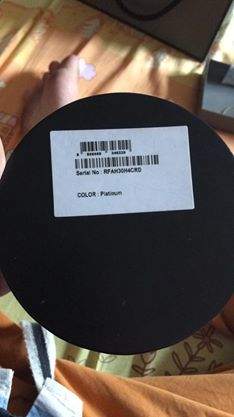 Serial No : RFAH30H4CRD
COLOR : Platinum